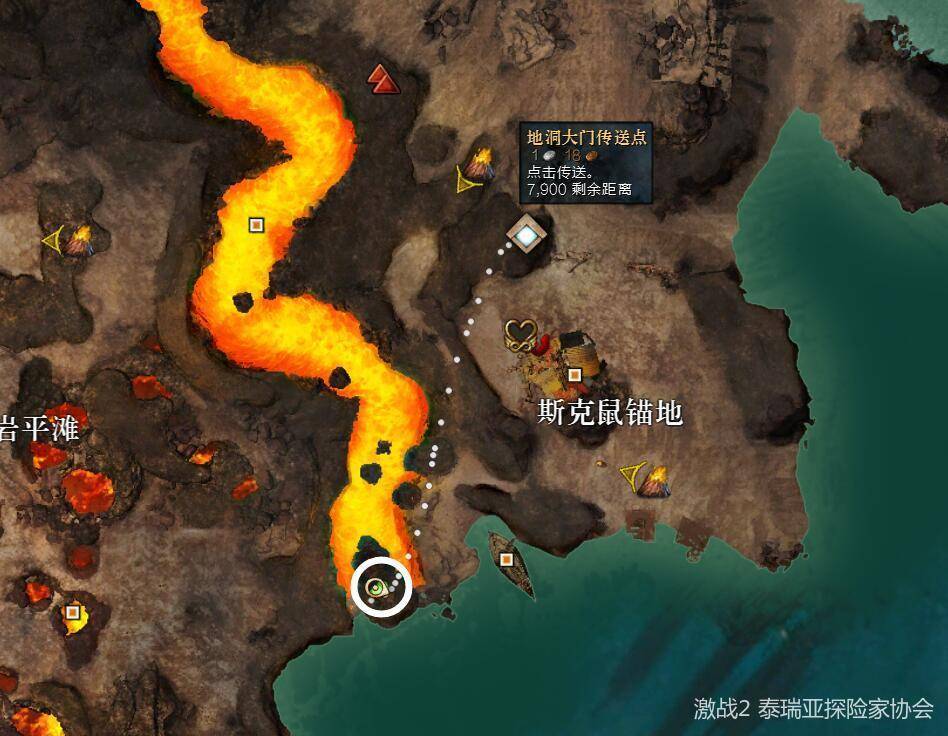 地洞大门传送点
1 18
点击传送。
7,900 剩余距离
斯克鼠锚地
岩平滩
激战2 泰瑞亚探险家协会